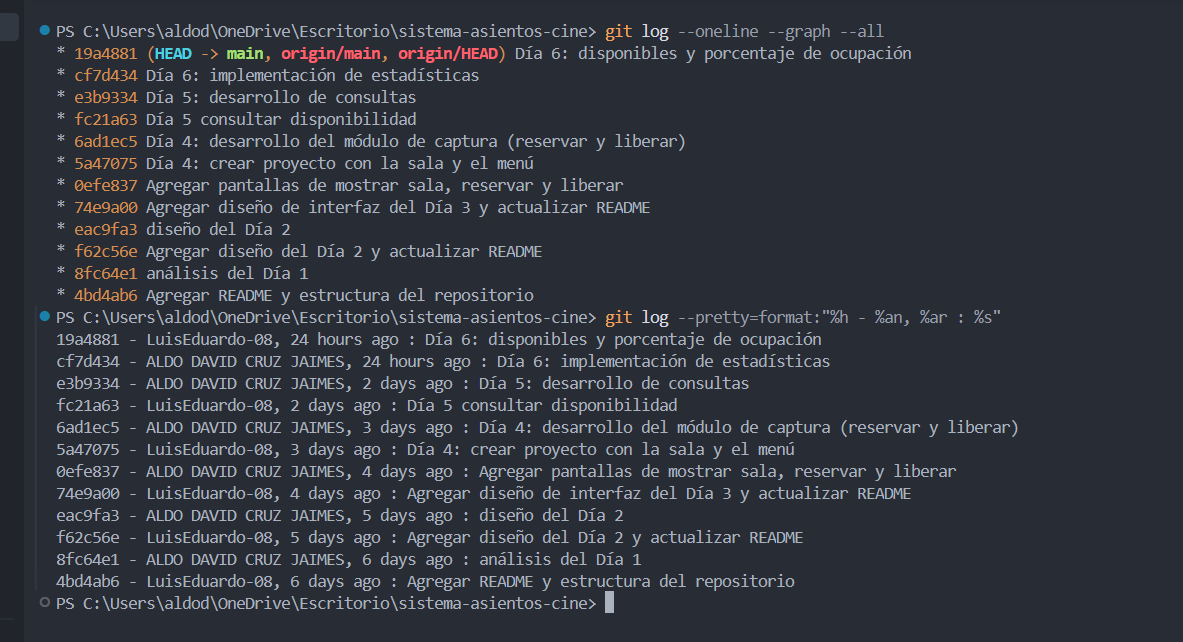 PS C:\Users\aldod\OneDrive\Escritorio\sistema-asientos-cine> git log --oneline --graph --all
* 19a4881 (HEAD -> main, origin/main, origin/HEAD) Día 6: disponibles y porcentaje de ocupación
* cf7d434 Día 6: implementación de estadísticas
* e3b9334 Día 5: desarrollo de consultas
* fc21a63 Día 5 consultar disponibilidad
* 6ad1ec5 Día 4: desarrollo del módulo de captura (reservar y liberar)
* 5a47075 Día 4: crear proyecto con la sala y el menú
* 0efe837 Agregar pantallas de mostrar sala, reservar y liberar
* 74e9a00 Agregar diseño de interfaz del Día 3 y actualizar README
* eac9fa3 diseño del Día 2
* f62c56e Agregar diseño del Día 2 y actualizar README
* 8fc64e1 análisis del Día 1
* 4bd4ab6 Agregar README y estructura del repositorio
PS C:\Users\aldod\OneDrive\Escritorio\sistema-asientos-cine> git log --pretty=format:"%h - %an, %ar : %s"
19a4881 - LuisEduardo-08, 24 hours ago : Día 6: disponibles y porcentaje de ocupación
cf7d434 - ALDO DAVID CRUZ JAIMES, 24 hours ago : Día 6: implementación de estadísticas
e3b9334 - ALDO DAVID CRUZ JAIMES, 2 days ago : Día 5: desarrollo de consultas
fc21a63 - LuisEduardo-08, 2 days ago : Día 5 consultar disponibilidad
6ad1ec5 - ALDO DAVID CRUZ JAIMES, 3 days ago : Día 4: desarrollo del módulo de captura (reservar y liberar)
5a47075 - LuisEduardo-08, 3 days ago : Día 4: crear proyecto con la sala y el menú
0efe837 - ALDO DAVID CRUZ JAIMES, 4 days ago : Agregar pantallas de mostrar sala, reservar y liberar
74e9a00 - LuisEduardo-08, 4 days ago : Agregar diseño de interfaz del Día 3 y actualizar README
eac9fa3 - ALDO DAVID CRUZ JAIMES, 5 days ago : diseño del Día 2
f62c56e - LuisEduardo-08, 5 days ago : Agregar diseño del Día 2 y actualizar README
8fc64e1 - ALDO DAVID CRUZ JAIMES, 6 days ago : análisis del Día 1
4bd4ab6 - LuisEduardo-08, 6 days ago : Agregar README y estructura del repositorio
PS C:\Users\aldod\OneDrive\Escritorio\sistema-asientos-cine>